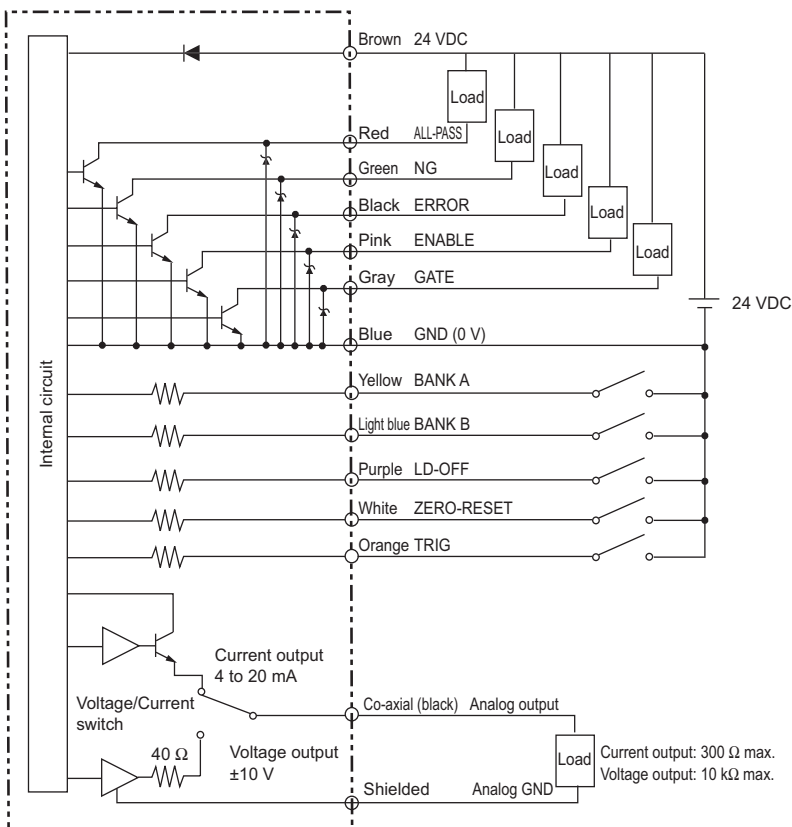 Brown 24 VDC
Load
Red ALL-PASS
Load
Green NG
Load
Black ERROR
Load
Pink ENABLE
Load
Gray GATE
24 VDC
Blue GND (0 V)
Internal circuit
Yellow BANK A
Light blue BANK B
Purple LD-OFF
White ZERO-RESET
Orange TRIG
Current output
4 to 20 mA
Voltage/Current
switch
Co-axial (black) Analog output
40 Ω
Voltage output
±10 V
Load
Current output: 300 Ω max.
Voltage output: 10 kΩ max.
Shielded Analog GND